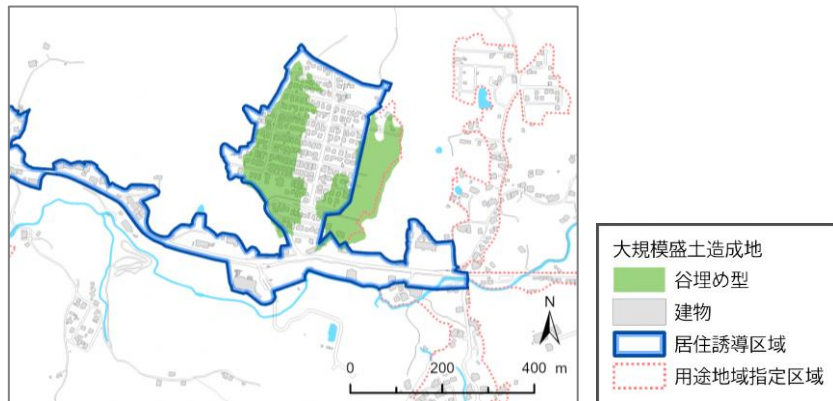 N
0 200 400 m
大規模盛土造成地
谷埋め型
建物
居住誘導区域
用途地域指定区域